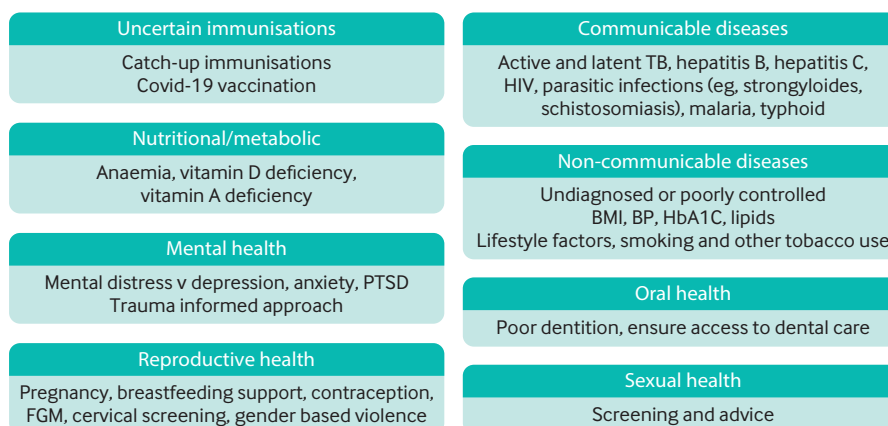 Uncertain immunisations
Catch-up immunisations
Covid-19 vaccination
Nutritional/metabolic
Anaemia, vitamin D deficiency,
vitamin A deficiency
Mental health
Mental distress v depression, anxiety, PTSD
Trauma informed approach
Reproductive health
Pregnancy, breastfeeding support, contraception,
FGM, cervical screening, gender based violence
Communicable diseases
Active and latent TB, hepatitis B, hepatitis C,
HIV, parasitic infections (eg, strongyloides,
schistosomiasis), malaria, typhoid
Non-communicable diseases
Undiagnosed or poorly controlled
BMI, BP, HbA1C, lipids
Lifestyle factors, smoking and other tobacco use
Oral health
Poor dentition, ensure access to dental care
Sexual health
Screening and advice